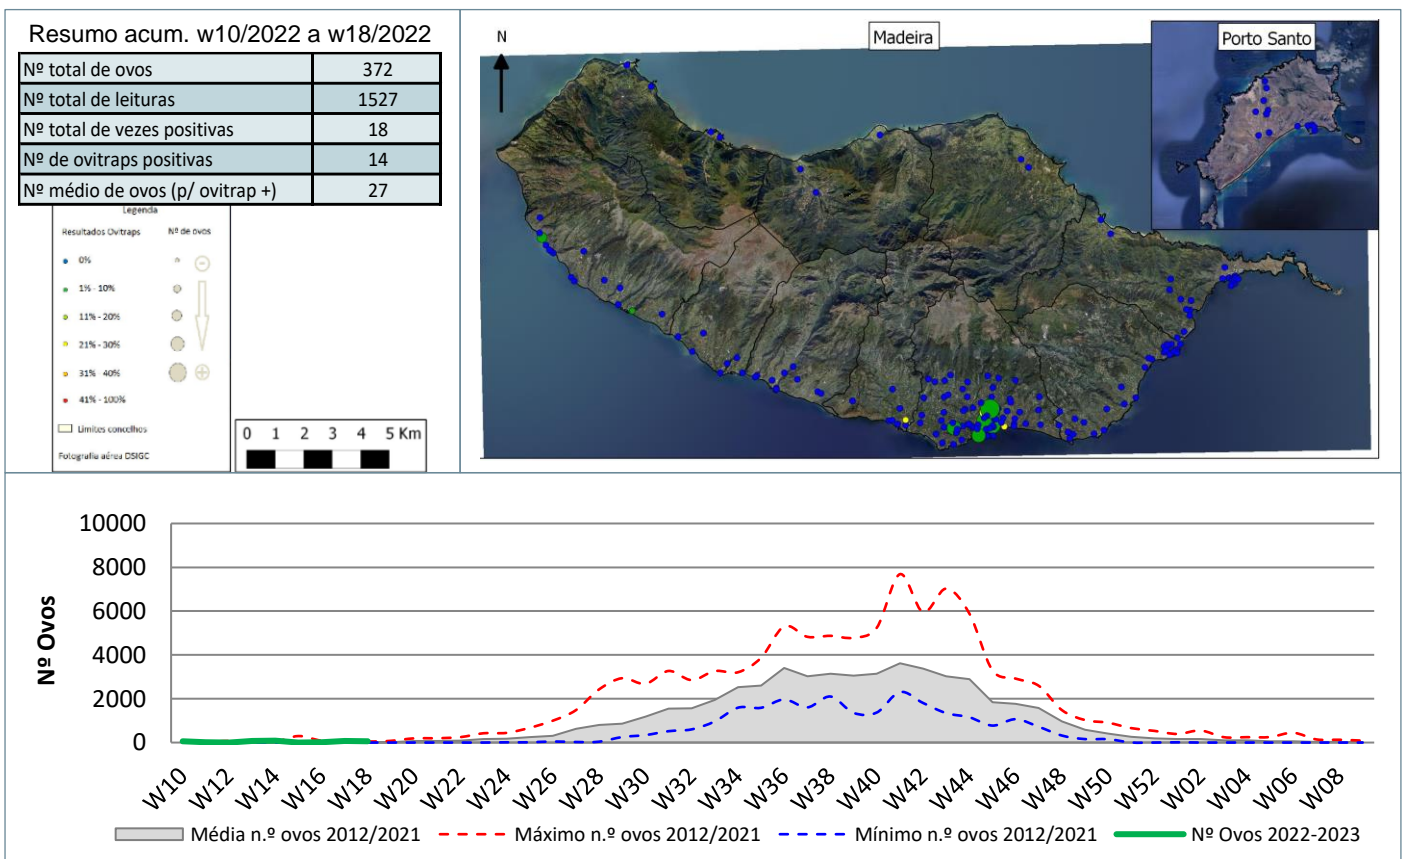 Resumo acum. w10/2022 a w18/2022
Nº total de ovos 372
Nº total de leituras 1527
Nº total de vezes positivas 18
Nº de ovitraps positivas 14
Nº médio de ovos (p/ ovitrap +) 27
Legenda
Resultados Ovitraps Nº de ovos
0%
1% - 10%
11% - 20%
21% - 30%
31% - 40%
41% - 100%
Limites concelhos
Fotografia aérea DSIGC
0 1 2 3 4 5 Km
N
Madeira
Porto Santo
Nº Ovos
10000
8000
6000
4000
2000
0
W10 W12 W14 W16 W18 W20 W22 W24 W26 W28 W30 W32 W34 W36 W38 W40 W42 W44 W46 W48 W50 W52 W02 W04 W06 W08
Média n.º ovos 2012/2021 Máximo n.º ovos 2012/2021 Mínimo n.º ovos 2012/2021 Nº Ovos 2022-2023